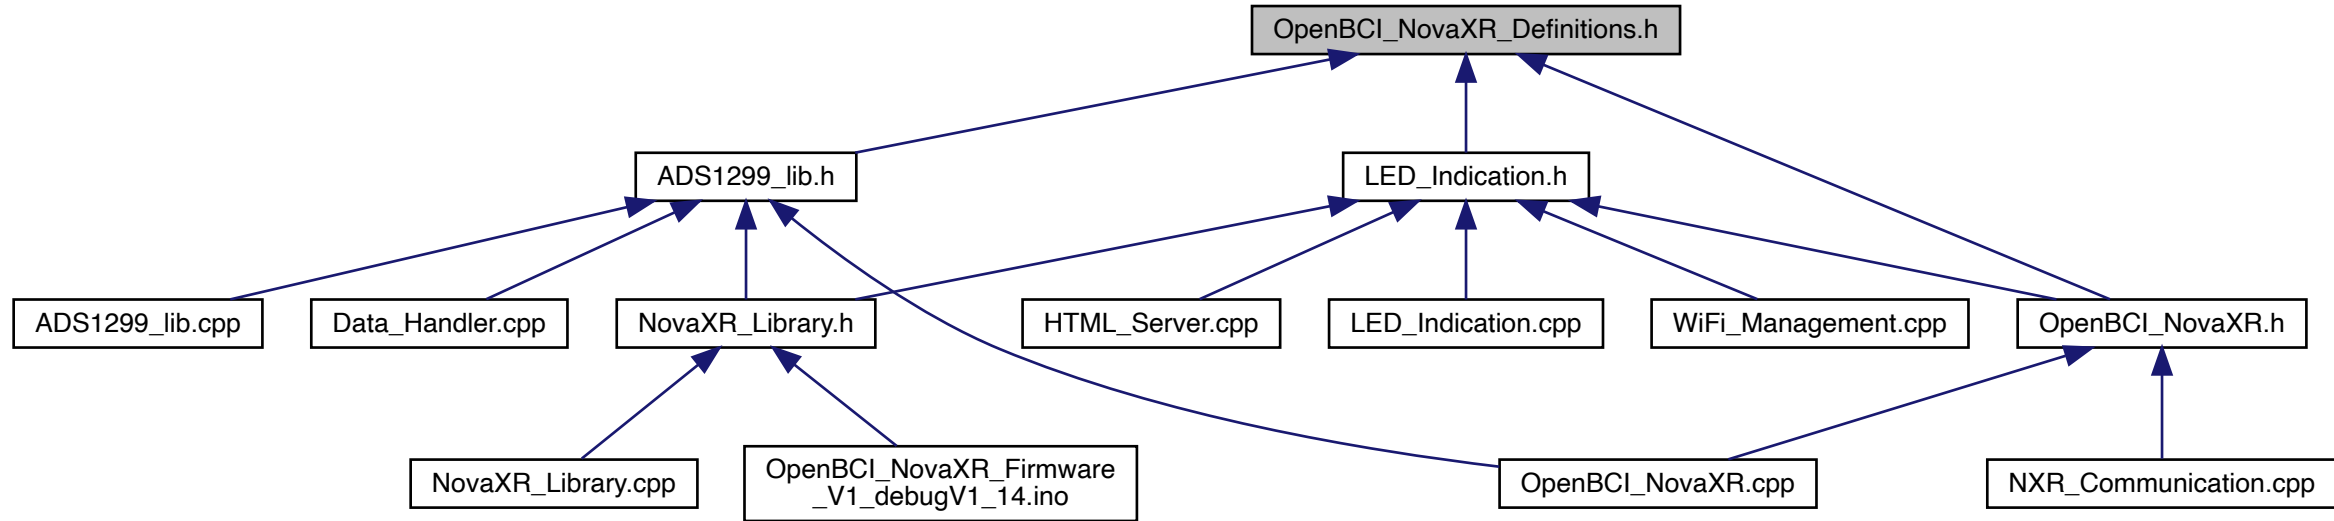 OpenBCI_NovaXR_Definitions.h
ADS1299_lib.h
LED_Indication.h
ADS1299_lib.cpp
Data_Handler.cpp
NovaXR_Library.h
HTML_Server.cpp
LED_Indication.cpp
WiFi_Management.cpp
OpenBCI_NovaXR.h
NovaXR_Library.cpp
OpenBCI_NovaXR_Firmware
_V1_debugV1_14.ino
OpenBCI_NovaXR.cpp
NXR_Communication.cpp